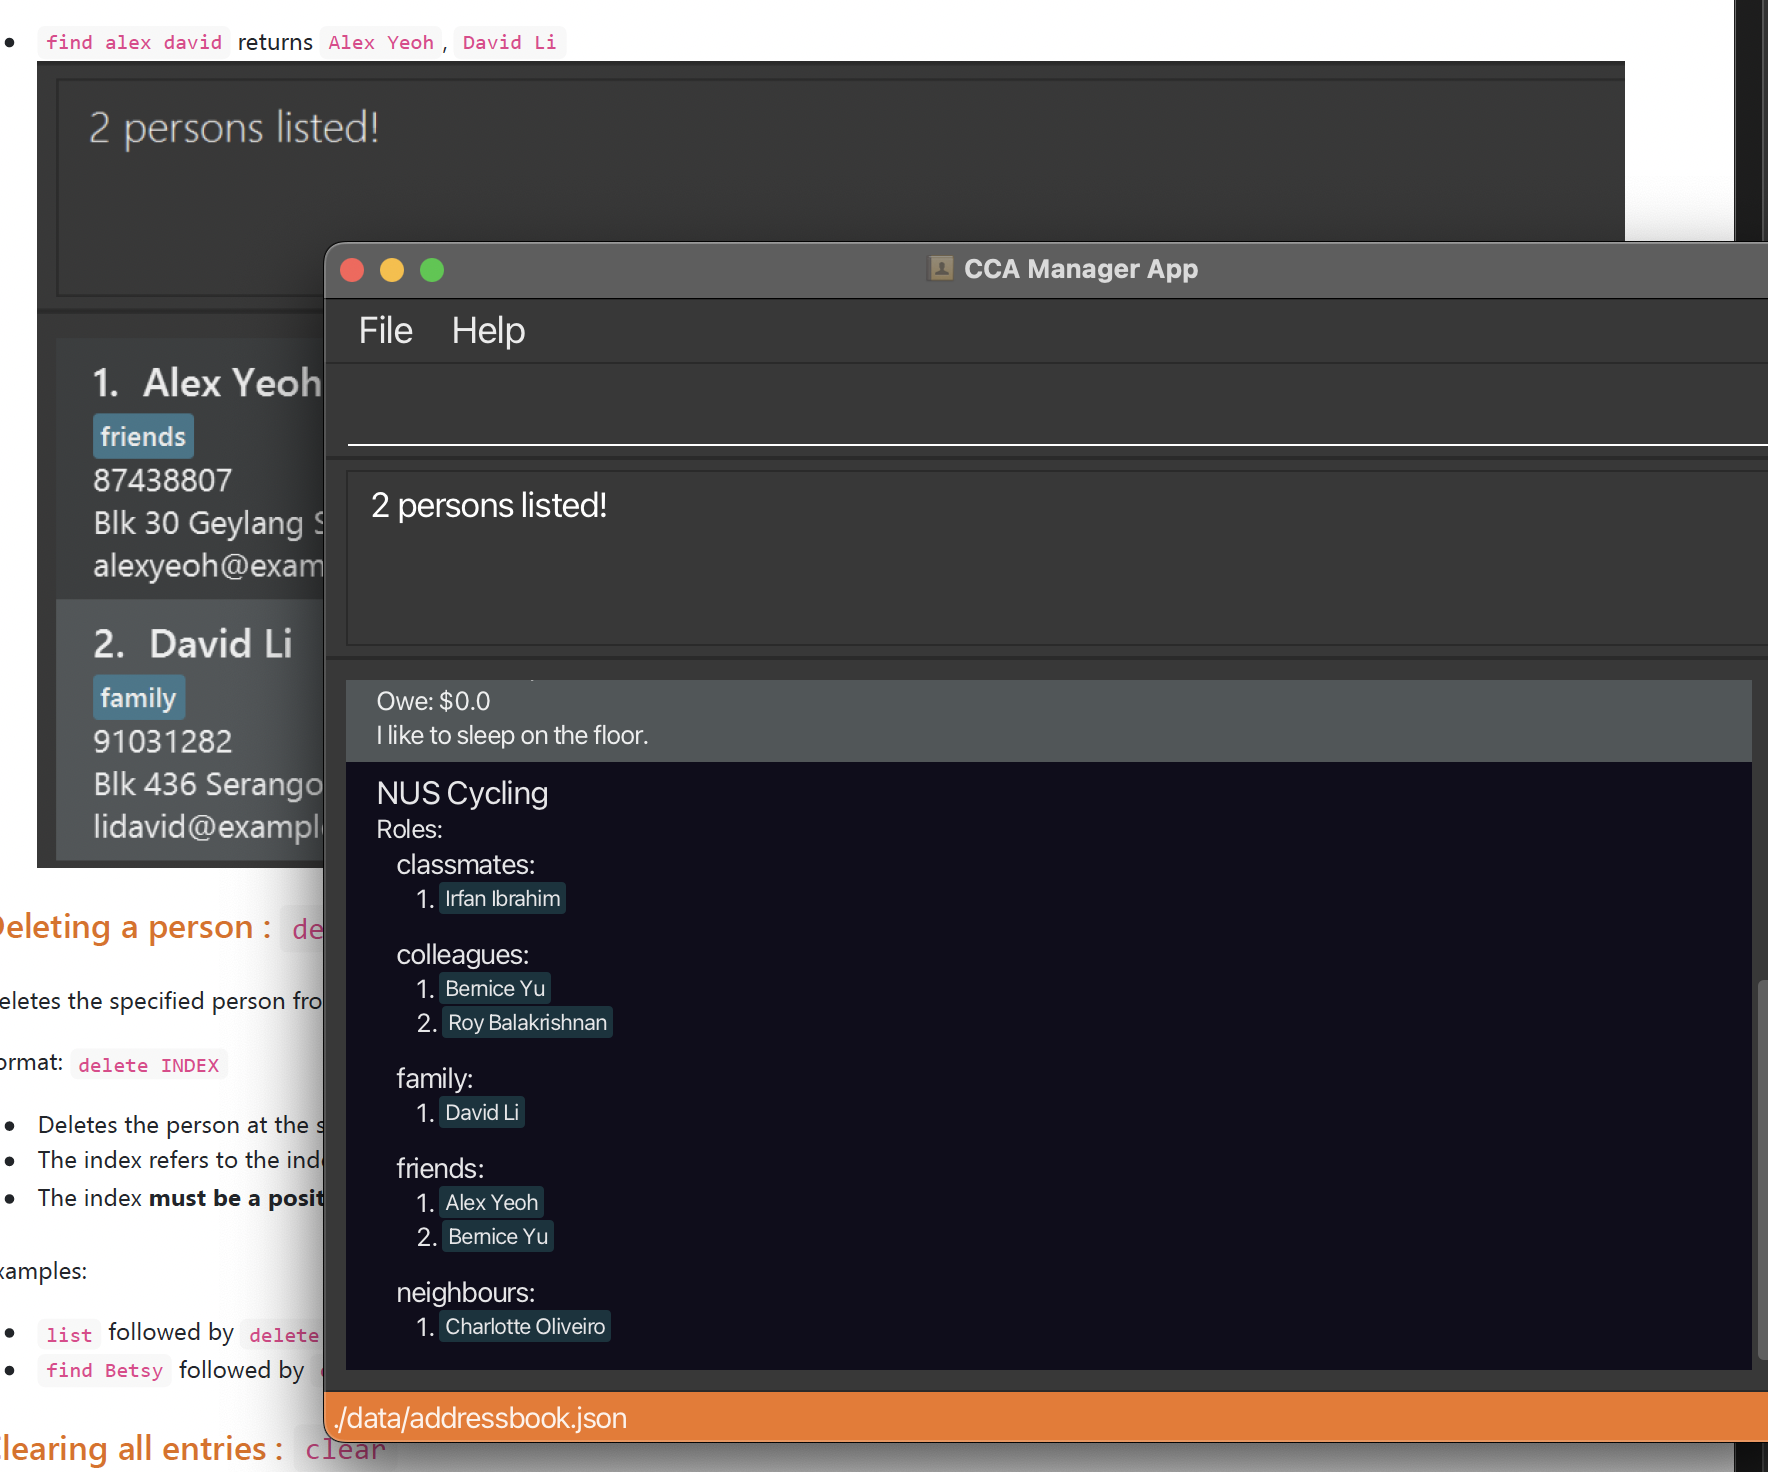 find alex david returns Alex Yeoh, David Li
2 persons listed!
1. Alex Yeoh
friends
87438807
Blk 30 Geylang
alexyeoh@exam
2. David Li
family
91031282
Blk 436 Serango
lidavid@exampl
Deleting a person : de
eletes the specified person fro
ormat: delete INDEX
Deletes the person at the s
The index refers to the ind
The index must be a posit
xamples:
list followed by delete
find Betsy followed by
learing all entries : clear
CCA Manager App
File Help
2 persons listed!
Owe: $0.0
I like to sleep on the floor.
NUS Cycling
Roles:
classmates:
1. Irfan Ibrahim
colleagues:
1. Bernice Yu
2. Roy Balakrishnan
family:
1. David Li
friends:
1. Alex Yeoh
2. Bernice Yu
neighbours:
1. Charlotte Oliveiro
./data/addressbook.json